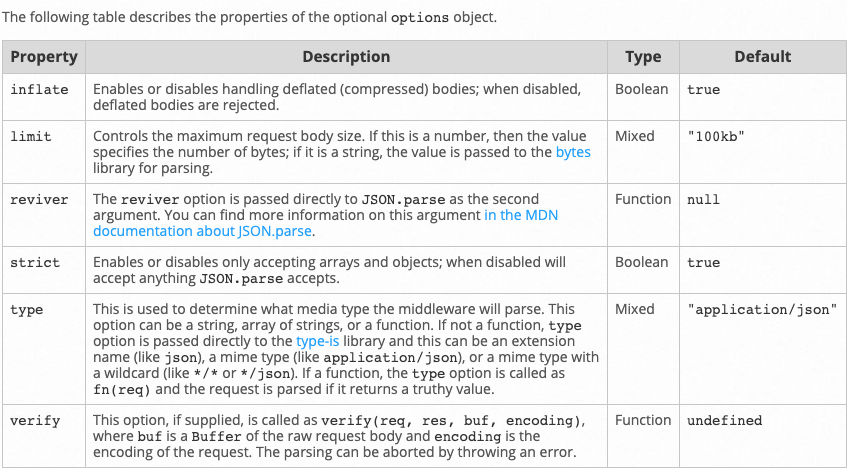 The following table describes the properties of the optional options object.
Property Description Type Default
inflate Enables or disables handling deflated (compressed) bodies; when disabled, Boolean true
deflated bodies are rejected.
limit Controls the maximum request body size. If this is a number, then the value Mixed "100kb"
specifies the number of bytes; if it is a string, the value is passed to the bytes
library for parsing.
reviver The reviver option is passed directly to JSON.parse as the second Function null
argument. You can find more information on this argument in the MDN
documentation about JSON.parse.
strict Enables or disables only accepting arrays and objects; when disabled will Boolean true
accept anything JSON.parse accepts.
type This is used to determine what media type the middleware will parse. This Mixed "application/json"
option can be a string, array of strings, or a function. If not a function, type
option is passed directly to the type-is library and this can be an extension
name (like json), a mime type (like application/json), or a mime type with
a wildcard (like */* or */json). If a function, the type option is called as
fn(req) and the request is parsed if it returns a truthy value.
verify This option, if supplied, is called as verify(req, res, buf, encoding), Function undefined
where buf is a Buffer of the raw request body and encoding is the
encoding of the request. The parsing can be aborted by throwing an error.